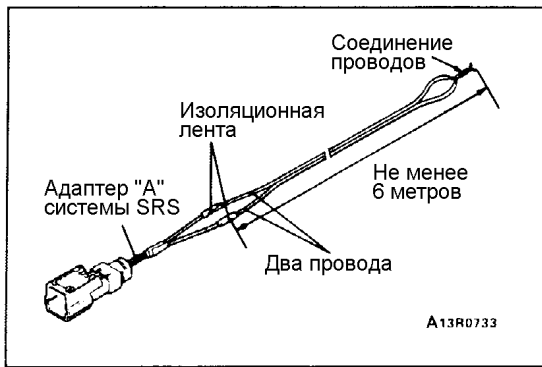 Соединение
проводов
Изоляционная
лента
Не менее
6 метров
Адаптер "А"
системы SRS
Два провода
A13R0733